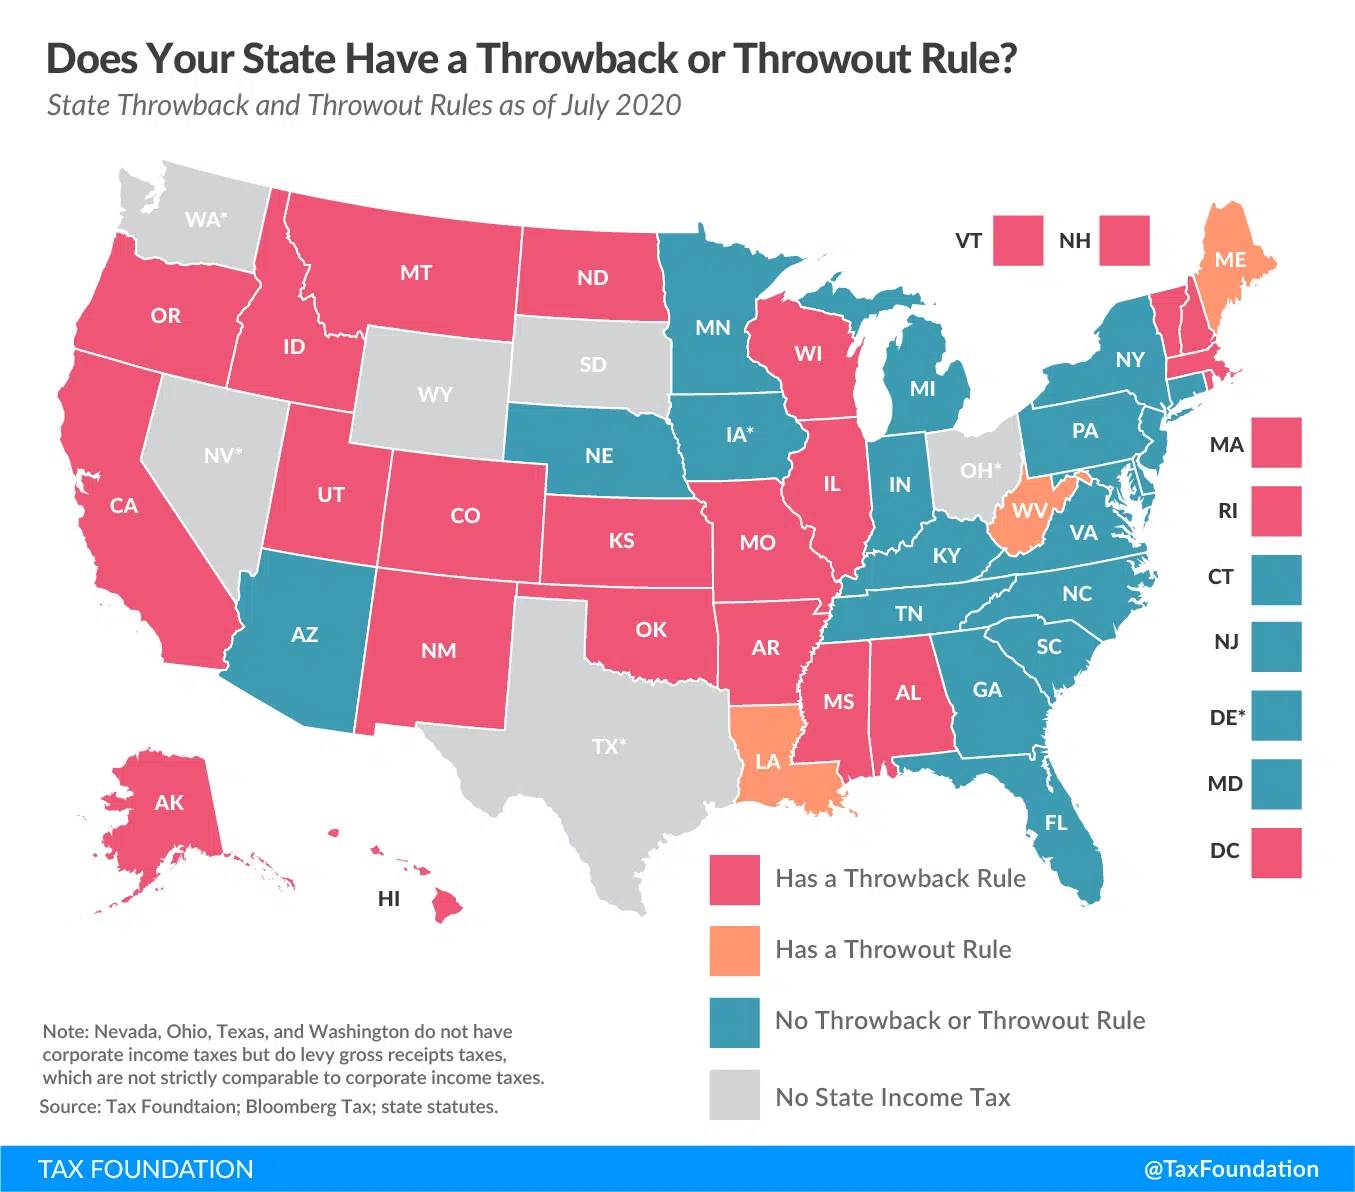 Does Your State Have a Throwback or Throwout Rule?
State Throwback and Throwout Rules as of July 2020
WA*
MT
ND
MN
VT
NH
ME
OR
ID
WY
SD
WI
MI
NY
NV*
UT
CO
NE
IA*
IL
IN
OH*
PA
WV
VA
CA
KS
MO
KY
MA
RI
CT
NJ
DE*
MD
DC
AZ
NM
OK
AR
TN
NC
SC
TX*
LA
MS
AL
GA
FL
AK
HI
Has a Throwback Rule
Has a Throwout Rule
No Throwback or Throwout Rule
No State Income Tax
Note: Nevada, Ohio, Texas, and Washington do not have
corporate income taxes but do levy gross receipts taxes,
which are not strictly comparable to corporate income taxes.
Source: Tax Foundtaion; Bloomberg Tax; state statutes.
TAX FOUNDATION
@TaxFoundation